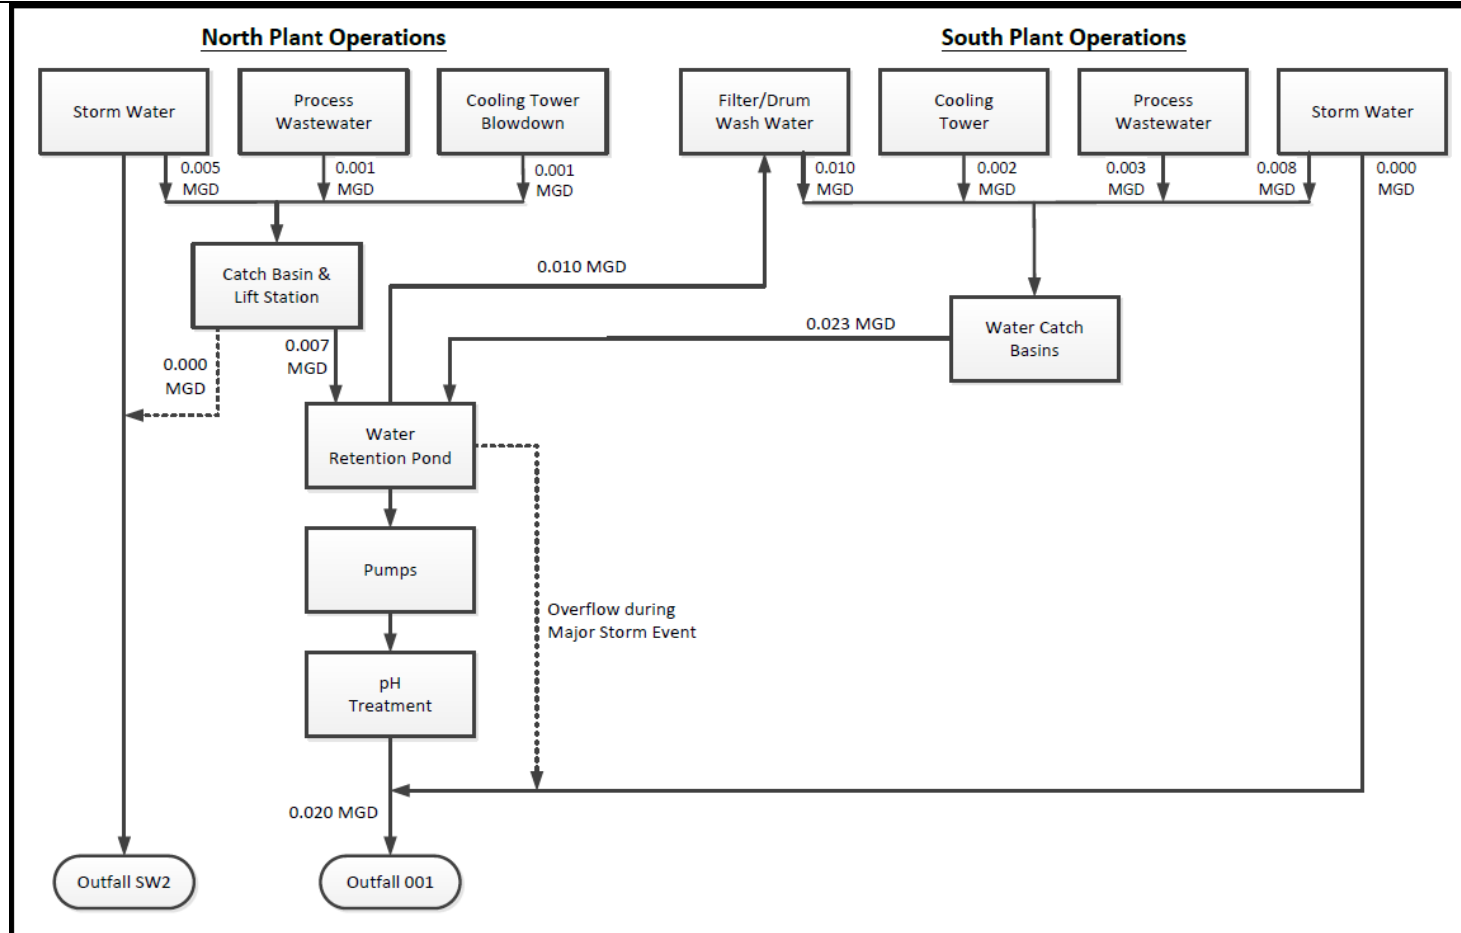 North Plant Operations
South Plant Operations
Storm Water
Process
Wastewater
Cooling Tower
Blowdown
Filter/Drum
Wash Water
Cooling
Tower
Process
Wastewater
Storm Water
0.005
MGD
0.001
MGD
0.001
MGD
0.010
MGD
0.002
MGD
0.003
MGD
0.008
MGD
0.000
MGD
Catch Basin &
Lift Station
0.010 MGD
0.023 MGD
Water Catch
Basins
0.000
MGD
0.007
MGD
Water
Retention Pond
Pumps
Overflow during
Major Storm Event
pH
Treatment
0.020 MGD
Outfall SW2
Outfall 001